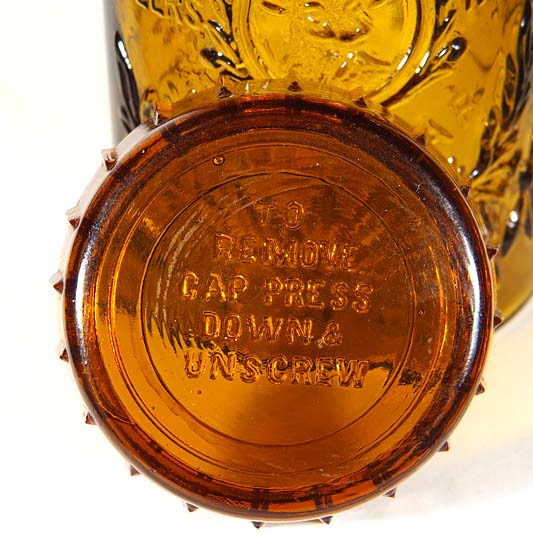 TO
REMOVE
CAP PRESS
DOWN &
UNSCREW